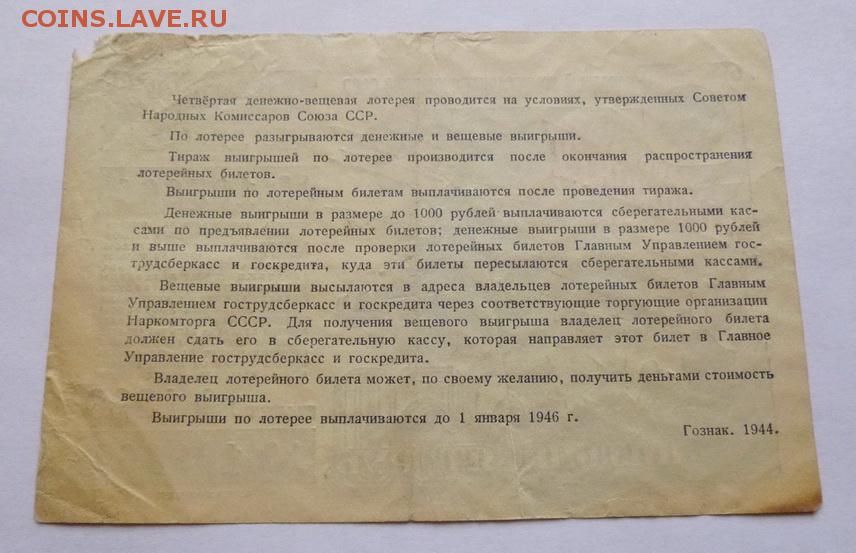 COINS.LAVE.RU
Четвёртая денежно-вещевая лотерея проводится на условиях, утвержденных Советом
Народных Комиссаров Союза ССР.
По лотерее разыгрываются денежные и вещевые выигрыши.
Тираж выигрышей по лотерее производится после окончания распространения
лотерейных билетов.
Выигрыши по лотерейным билетам выплачиваются после проведения тиража.
Денежные выигрыши в размере до 1000 рублей выплачиваются сберегательными кас-
сами по предъявлении лотерейных билетов; денежные выигрыши в размере 1000 рублей
и выше выплачиваются после проверки лотерейных билетов Главным Управлением гос-
трудсберкасс и госкредита, куда эти билеты пересылаются сберегательными кассами.
Вещевые выигрыши высылаются в адреса владельцев лотерейных билетов Главным
Управлением гострудсберкасс и госкредита через соответствующие торгующие организации
Наркомторга СССР. Для получения вещевого выигрыша владелец лотерейного билета
должен сдать его в сберегательную кассу, которая направляет этот билет в Главное
Управление гострудсберкасс и госкредита.
Владелец лотерейного билета может, по своему желанию, получить деньгами стоимость
вещевого выигрыша.
Выигрыши по лотерее выплачиваются до 1 января 1946 г.
Гознак. 1944.